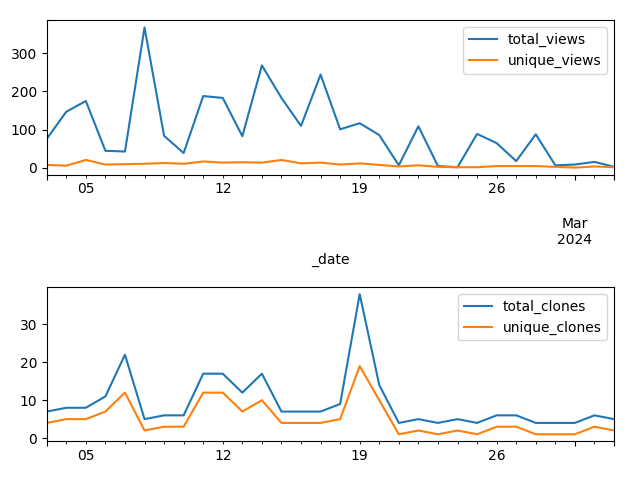 300
200
100
0
total_views
unique_views
05 12 19 26
Mar
2024
_date
30
20
10
0
total_clones
unique_clones
05 12 19 26